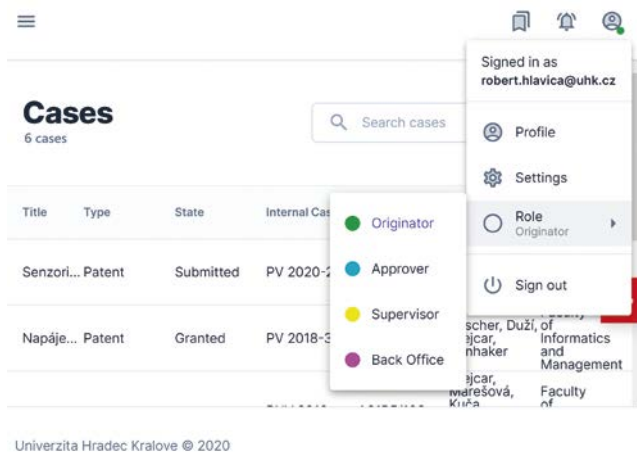 Signed in as
robert.hlavica@uhk.cz
Cases
6 cases
Search cases
Profile
Settings
Role
Originator
Sign out
Title Type State Internal Cas
Originator
Approver
Supervisor
Back Office
Senzori... Patent Submitted PV 2020-2
Napáje... Patent Granted PV 2018-3
scher, Duží, of
ejcar, Informatics
nhaker and
Management
ejcar,
Marešová, Faculty
Kuča of
Univerzita Hradec Kralove © 2020